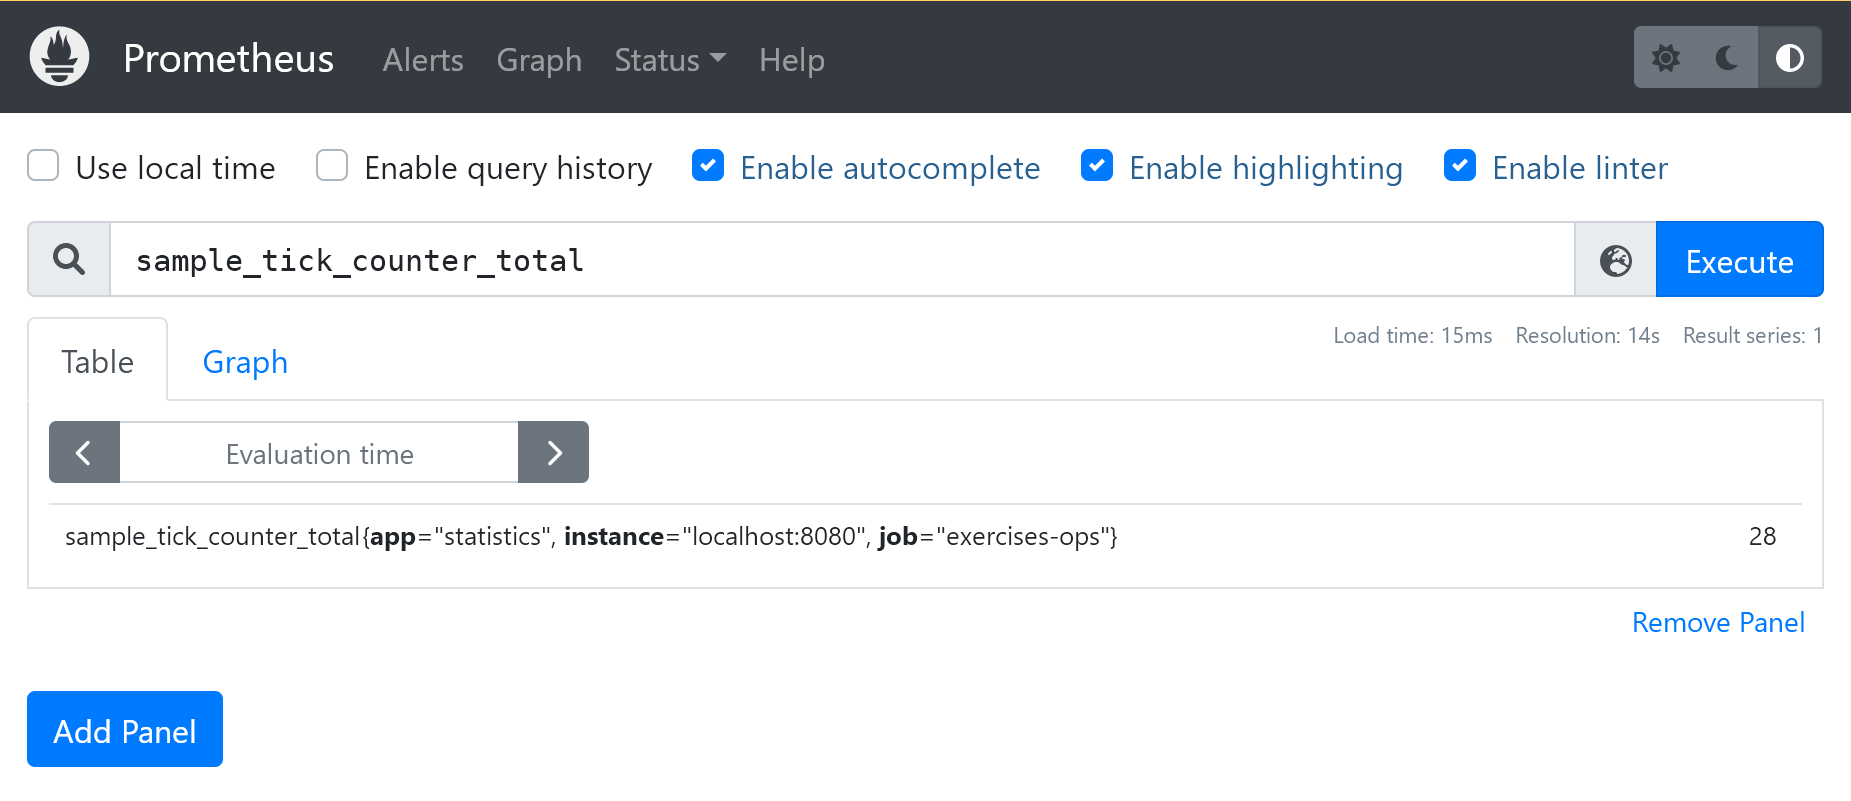 Prometheus Alerts Graph Status Help
Use local time Enable query history Enable autocomplete Enable highlighting Enable linter
sample_tick_counter_total Execute
Load time: 15ms Resolution: 14s Result series: 1
Table Graph
Evaluation time
sample_tick_counter_total{app="statistics", instance="localhost:8080", job="exercises-ops"} 28
Remove Panel
Add Panel